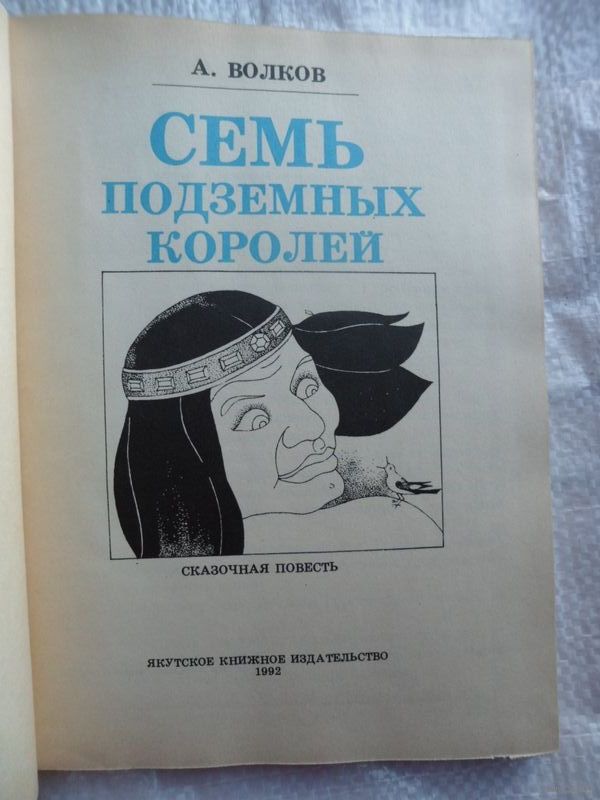 А. ВОЛКОВ
СЕМЬ
ПОДЗЕМНЫХ
КОРОЛЕЙ
СКАЗОЧНАЯ ПОВЕСТЬ
ЯКУТСКОЕ КНИЖНОЕ ИЗДАТЕЛЬСТВО
1992